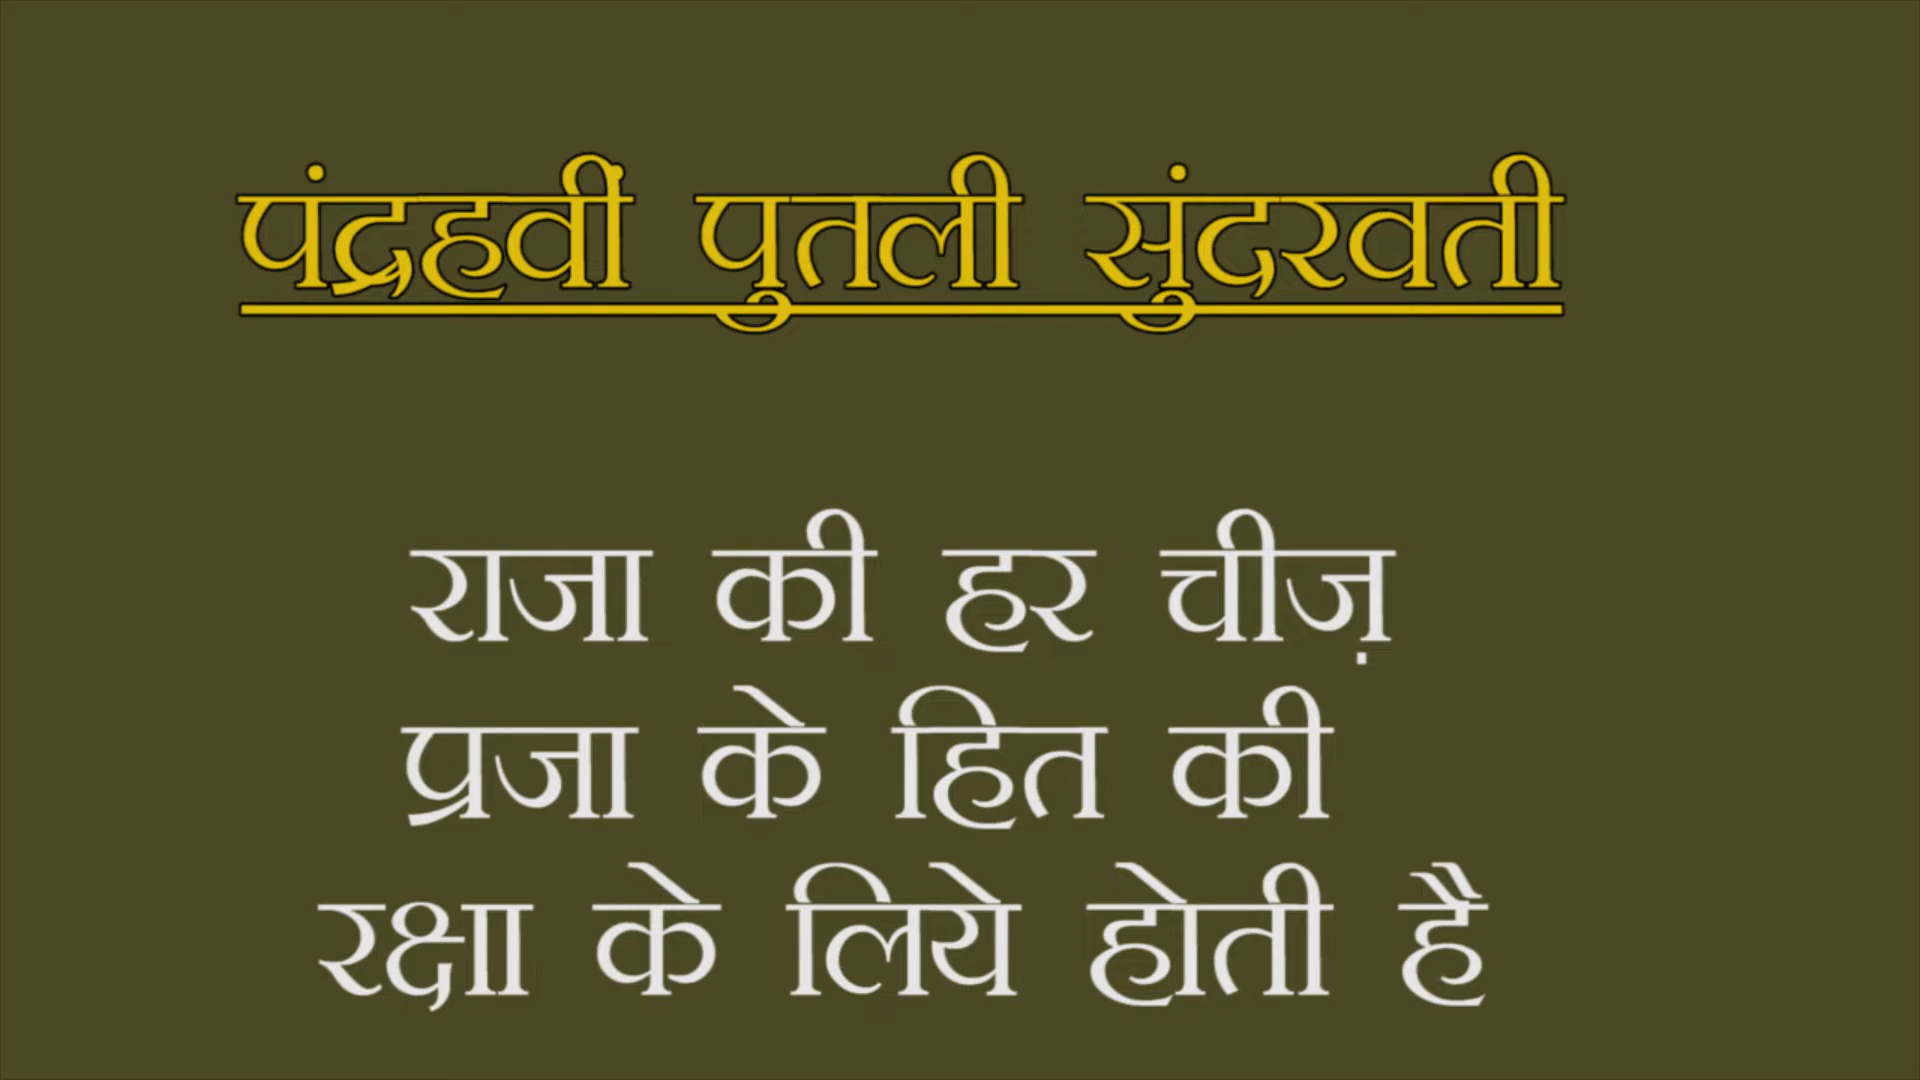 पंद्रहवीं पुतली सुंदरवती
राजा की हर चीज़
प्रजा के हित की
रक्षा के लिये होती है